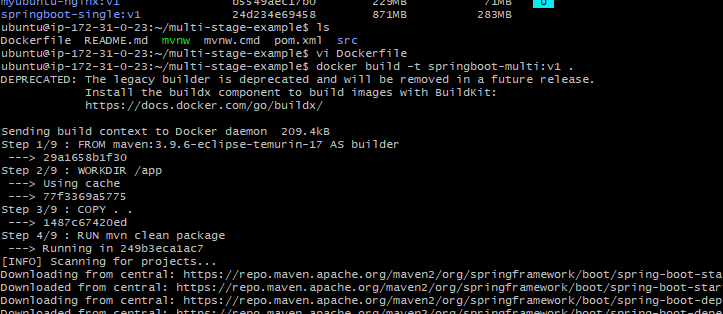 myubuntu-nginx:v1 b5549aec17b0 229MB 71MB U
springboot-single:v1 24d234e69458 871MB 283MB
ubuntu@ip-172-31-0-23:~/multi-stage-example$ ls
Dockerfile README.md mvnw mvnw.cmd pom.xml src
ubuntu@ip-172-31-0-23:~/multi-stage-example$ vi Dockerfile
ubuntu@ip-172-31-0-23:~/multi-stage-example$ docker build -t springboot-multi:v1 .
DEPRECATED: The legacy builder is deprecated and will be removed in a future release.
Install the buildx component to build images with BuildKit:
https://docs.docker.com/go/buildx/
Sending build context to Docker daemon 209.4kB
Step 1/9 : FROM maven:3.9.6-eclipse-temurin-17 AS builder
---> 29a1658b1f30
Step 2/9 : WORKDIR /app
---> Using cache
---> 77f3369a5775
Step 3/9 : COPY . .
---> 1487c67420ed
Step 4/9 : RUN mvn clean package
---> Running in 249b3eca1ac7
[INFO] Scanning for projects...
Downloading from central: https://repo.maven.apache.org/maven2/org/springframework/boot/spring-boot-sta
Downloaded from central: https://repo.maven.apache.org/maven2/org/springframework/boot/spring-boot-star
Downloading from central: https://repo.maven.apache.org/maven2/org/springframework/boot/spring-boot-dep
Downloaded from central: https://repo.maven.apache.org/maven2/org/springframework/boot/spring-boot-depe